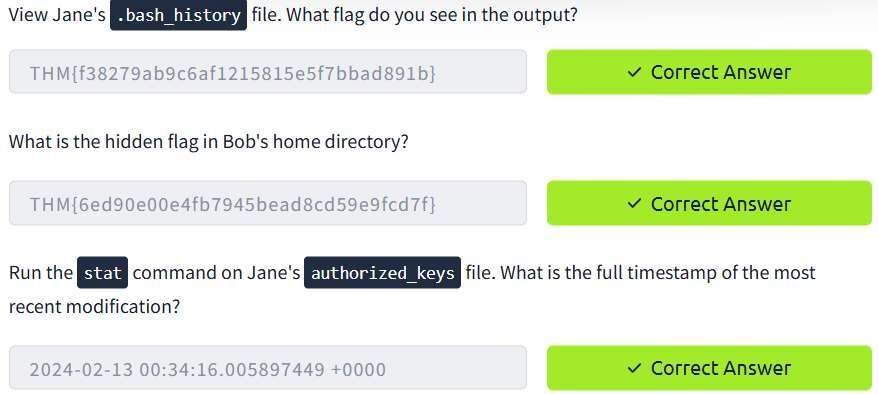 View Jane's .bash_history file. What flag do you see in the output?
THM{f38279ab9c6af1215815e5f7bbad891b}
✓ Correct Answer
What is the hidden flag in Bob's home directory?
THM{6ed90e00e4fb7945bead8cd59e9fcd7f}
✓ Correct Answer
Run the stat command on Jane's authorized_keys file. What is the full timestamp of the most
recent modification?
2024-02-13 00:34:16.005897449 +0000
✓ Correct Answer